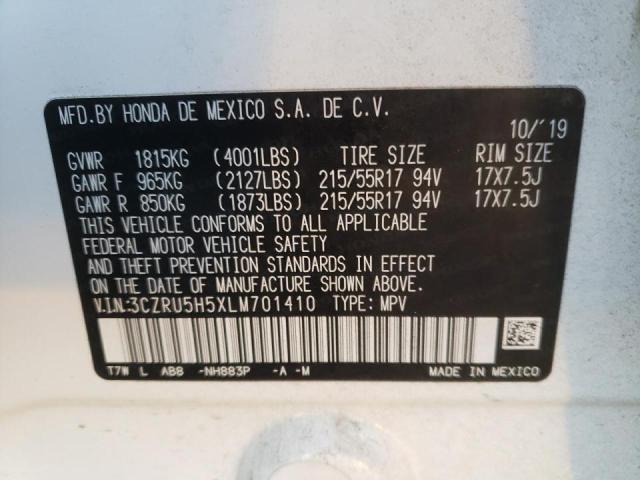 MFD.BY HONDA DE MEXICO S.A. DE C.V.
10/'19
GVWR 1815KG (4001LBS) TIRE SIZE RIM SIZE
GAWR F 965KG (2127LBS) 215/55R17 94V 17X7.5J
GAWR R 850KG (1873LBS) 215/55R17 94V 17X7.5J
THIS VEHICLE CONFORMS TO ALL APPLICABLE
FEDERAL MOTOR VEHICLE SAFETY
AND THEFT PREVENTION STANDARDS IN EFFECT
ON THE DATE OF MANUFACTURE SHOWN ABOVE.
V.I.N.:3CZRU5H5XLM701410 TYPE: MPV
T7W L AB8 -NH883P -A -M
MADE IN MEXICO